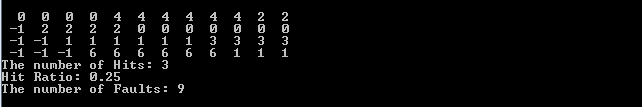 0 0 0 0 4 4 4 4 4 4 2 2
-1 2 2 2 2 0 0 0 0 0 0 0
-1 -1 1 1 1 1 1 1 3 3 3 3
-1 -1 -1 6 6 6 6 6 6 1 1 1
The number of Hits: 3
Hit Ratio: 0.25
The number of Faults: 9